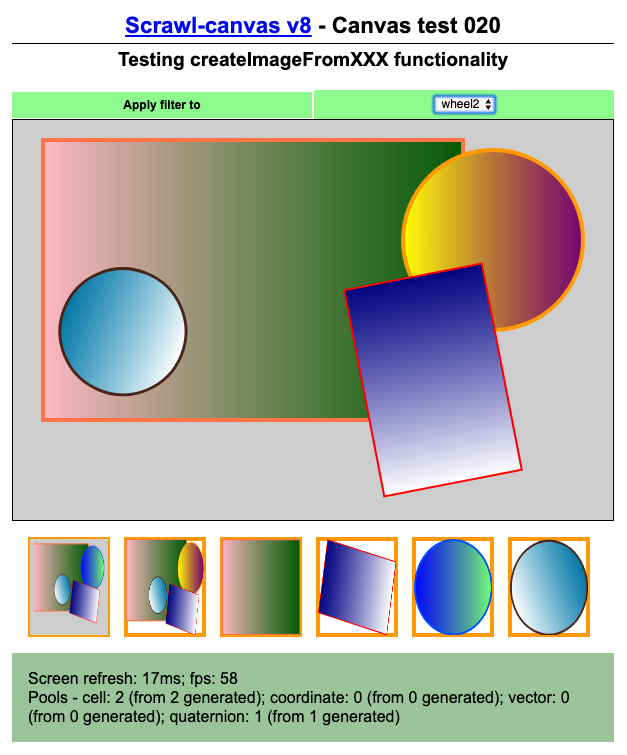 Scrawl-canvas v8 - Canvas test 020
Testing createImageFromXXX functionality
Apply filter to
wheel2
Screen refresh: 17ms; fps: 58
Pools - cell: 2 (from 2 generated); coordinate: 0 (from 0 generated); vector: 0
(from 0 generated); quaternion: 1 (from 1 generated)